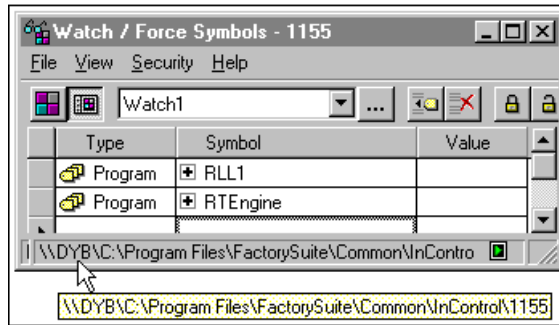 Watch / Force Symbols - 1155
File View Security Help
Watch1 ...
Type Symbol Value
Program RLL1
Program RTEngine
\\DYB\C:\Program Files\FactorySuite\Common\InContro
\\DYB\C:\Program Files\FactorySuite\Common\InControl\1155